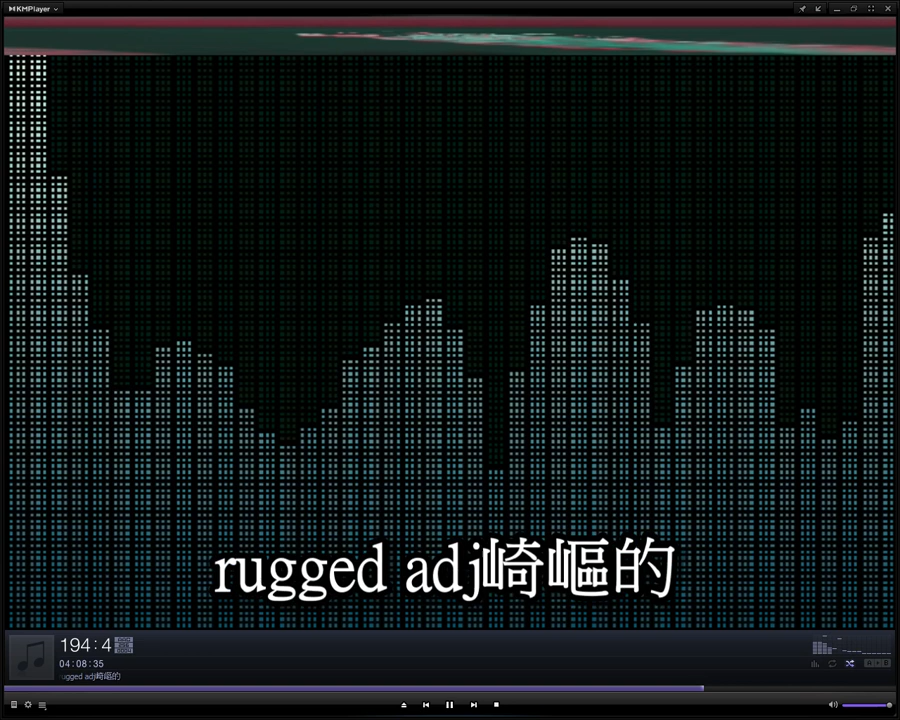 KMPlayer
rugged adj崎嶇的
194:4
04:08:35
ugged adj崎嶇的